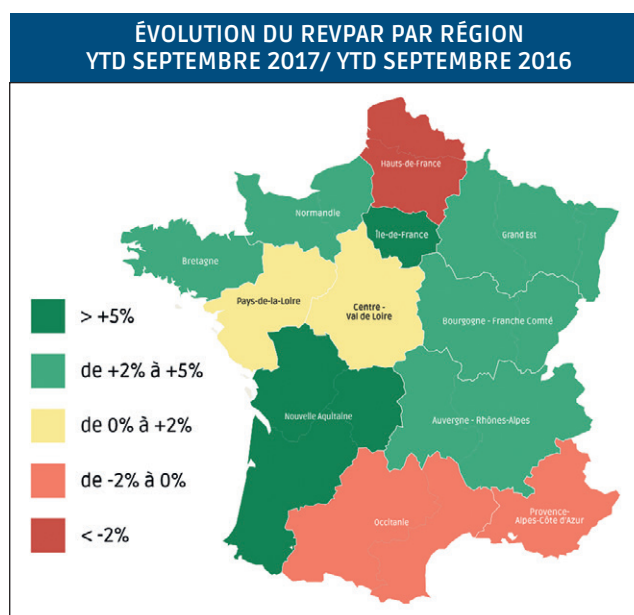 ÉVOLUTION DU REVPAR PAR RÉGION
YTD SEPTEMBRE 2017/ YTD SEPTEMBRE 2016
Hauts-de-France
Normandie
Île-de-France
Grand Est
Bretagne
Pays-de-la-Loire
Centre -
Val de Loire
Bourgogne - Franche Comté
> +5%
de +2% à +5%
de 0% à +2%
de -2% à 0%
< -2%
Nouvelle Aquitaine
Auvergne - Rhônes-Alpes
Occitanie
Provence-
Alpes-Côte d'Azur